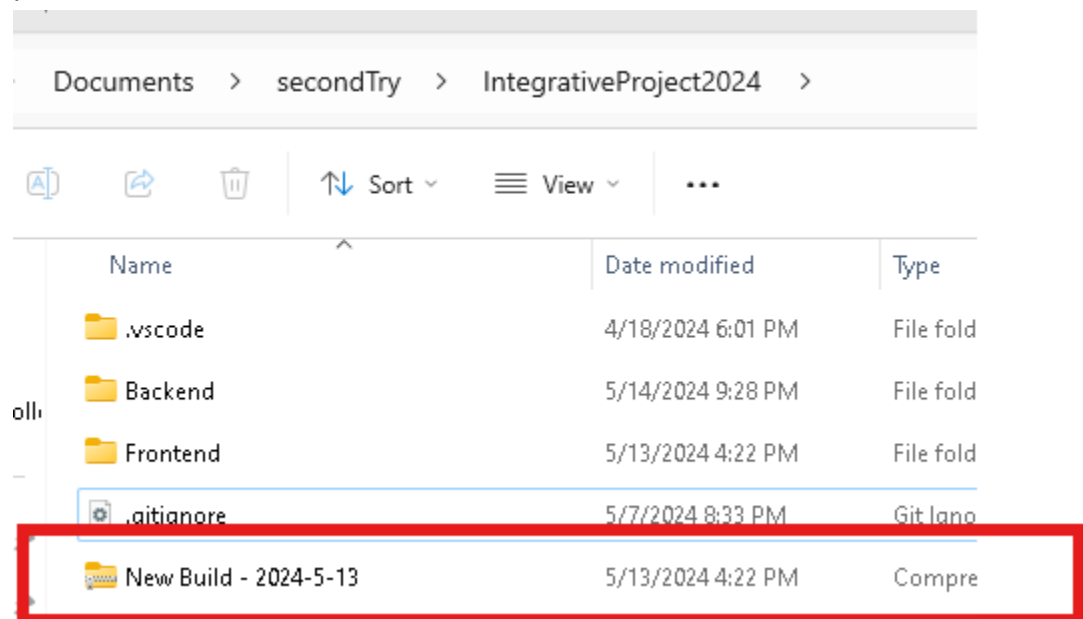 Documents > secondTry > IntegrativeProject2024 >
Sort View ...
Name Date modified Type
.vscode 4/18/2024 6:01 PM File fold
Backend 5/14/2024 9:28 PM File fold
ollı
Frontend 5/13/2024 4:22 PM File fold
.gitignore 5/7/2024 8:33 PM Git Igno
New Build - 2024-5-13 5/13/2024 4:22 PM Compre